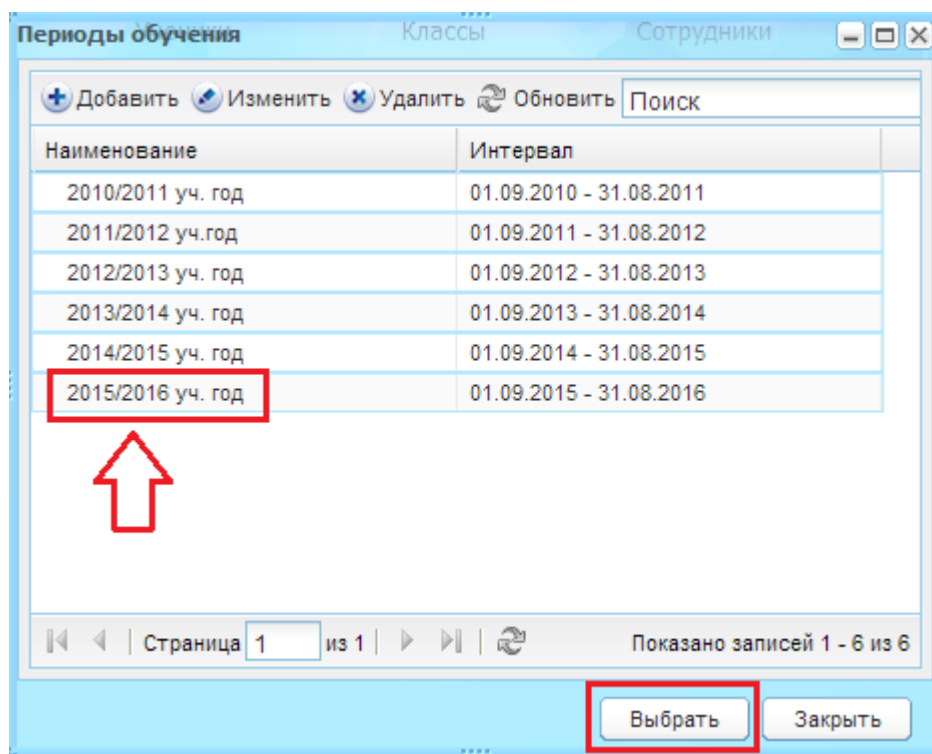 Периоды обучения Классы Сотрудники
Добавить Изменить Удалить Обновить Поиск
Наименование Интервал
2010/2011 уч. год 01.09.2010 - 31.08.2011
2011/2012 уч.год 01.09.2011 - 31.08.2012
2012/2013 уч. год 01.09.2012 - 31.08.2013
2013/2014 уч. год 01.09.2013 - 31.08.2014
2014/2015 уч. год 01.09.2014 - 31.08.2015
2015/2016 уч. год 01.09.2015 - 31.08.2016
Страница 1 из 1 Показано записей 1 - 6 из 6
Выбрать Закрыть